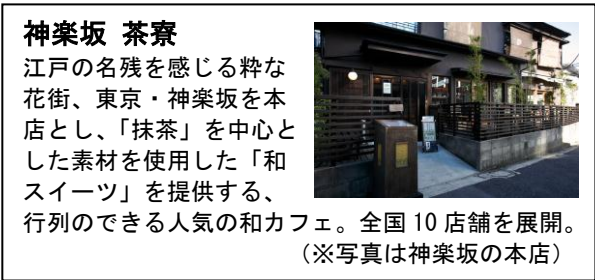 神楽坂 茶寮
江戸の名残を感じる粋な
花街、東京・神楽坂を本
店とし、「抹茶」を中心と
した素材を使用した「和
スイーツ」を提供する、
行列のできる人気の和カフェ。全国 10 店舗を展開。
（※写真は神楽坂の本店）